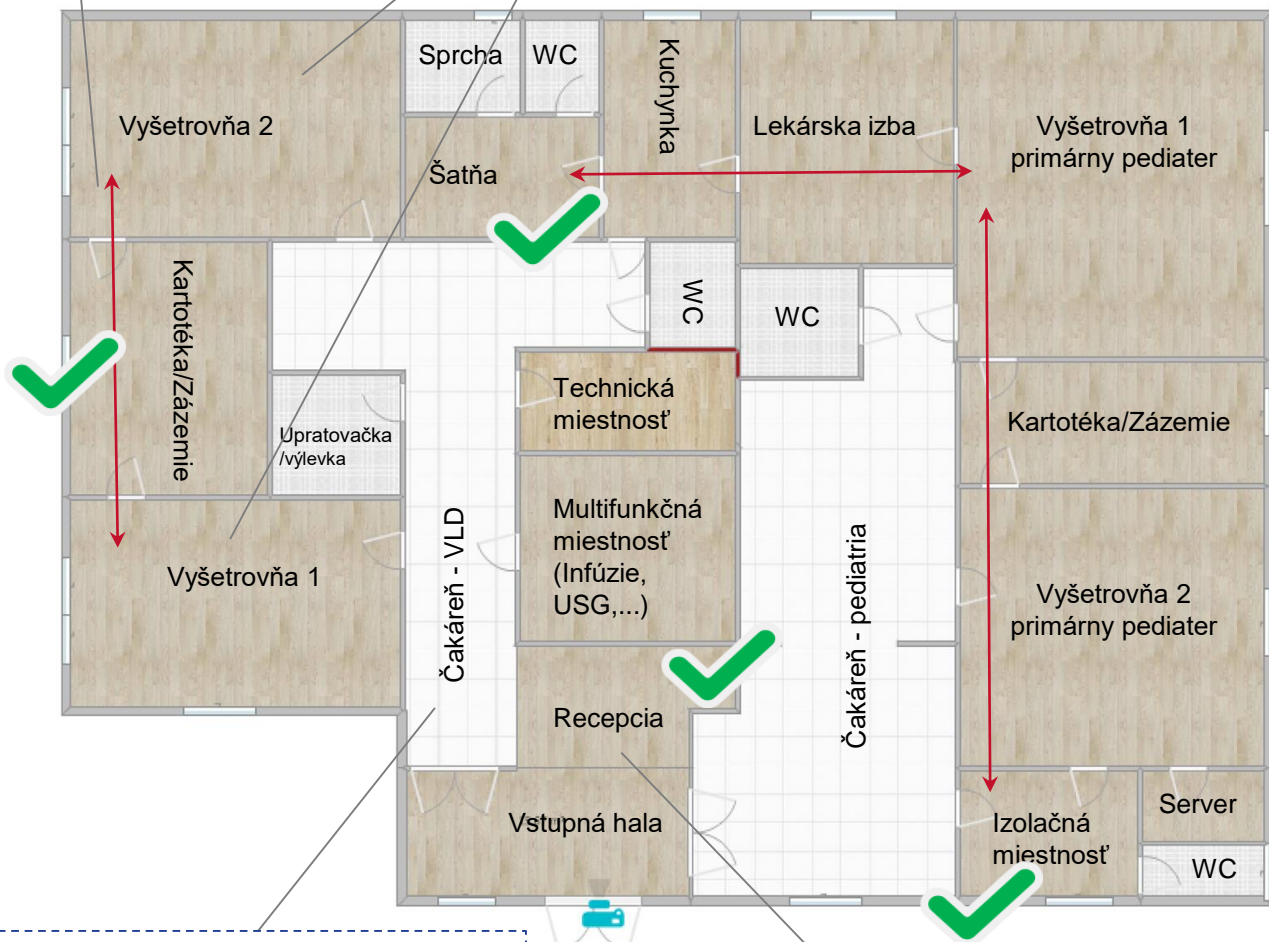 Sprcha
WC
Kuchynka
Vyšetrovňa 2
Lekárska izba
Vyšetrovňa 1
primárny pediater
Šatňa
Kartotéka/Zázemie
WC
WC
Technická
miestnosť
Kartotéka/Zázemie
Upratovačka
/výlevka
Multifunkčná
miestnosť
(Infúzie,
USG,...)
Čakáreň - VLD
Čakáreň - pediatria
Vyšetrovňa 1
Vyšetrovňa 2
primárny pediater
Recepcia
Vstupná hala
Izolačná
miestnosť
Server
WC